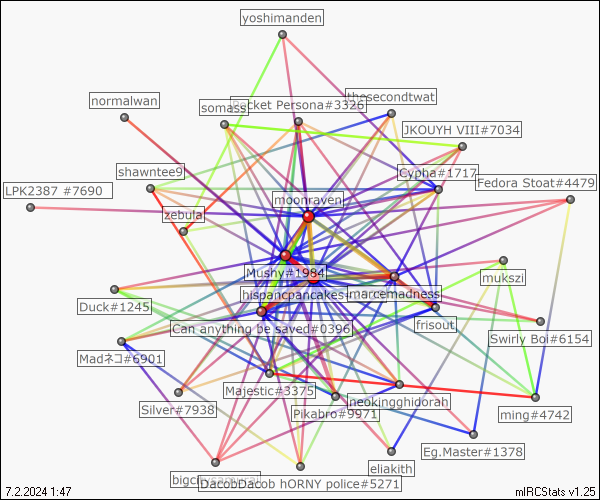 yoshimanden
normalwan
thesecondtwat
somass
Rocket Persona#3326
JKOUYH VIII#7034
shawntee9
Cypha#1717
LPK2387 #7690
Fedora Stoat#4479
moonraven
zebula
Mushy#1984
mukszi
hispancpancakes
maccemadness
Duck#1245
Can anything be saved#0396
frisout
Swirly Boi#6154
Madネコ#6901
Majestic#3375
neokingghidorah
Silver#7938
Pikabro#9971
ming#4742
Eg.Master#1378
eliakith
DacobDacob hORNY police#5271
7.2.2024 1:47
mIRCStats v1.25